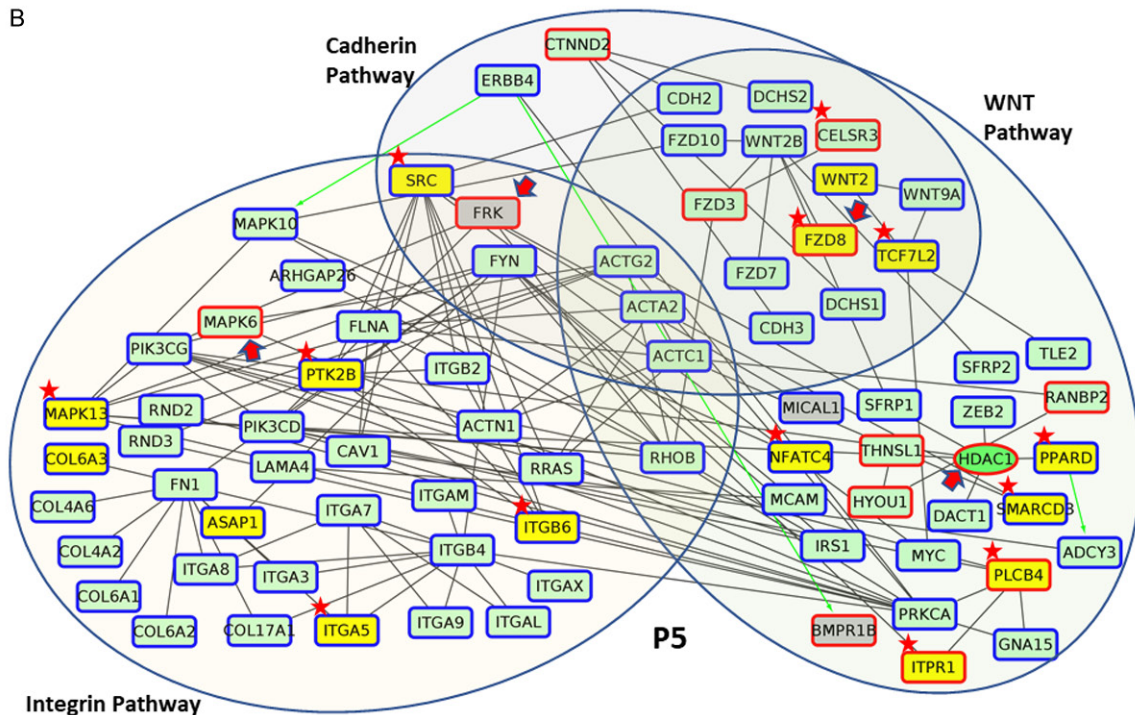 B
CTNND2
Cadherin
Pathway
ERBB4
CDH2
DCHS2
WNT
Pathway
CELSR3
FZD10
WNT2B
SRC
WNT2
WNT9A
FRK
FZD3
MAPK10
FZD8
TCF7L2
FYN
ACTG2
ARHGAP26
FZD7
ACTA2
DCHS1
MAPK6
FLNA
CDH3
PIK3CG
ACTC1
TLE2
SFRP2
ITGB2
PTK2B
RANBP2
MAPK13
RND2
MICAL1
SFRP1
ZEB2
PIK3CD
ACTN1
RND3
CAV1
THNSL1
COL6A3
LAMA4
RRAS
RHOB
NFATC4
HDAC1
PPARD
FN1
ITGAM
MCAM
HYOU1
SMARCD3
COL4A6
ASAP1
ITGA7
ITGB6
DACT1
IRS1
MYC
ADCY3
COL4A2
ITGB4
ITGA8
ITGA3
PLCB4
ITGAX
COL6A1
PRKCA
COL6A2
COL17A1
ITGA5
ITGA9
ITGAL
BMPR1B
P5
GNA15
ITPR1
Integrin Pathway